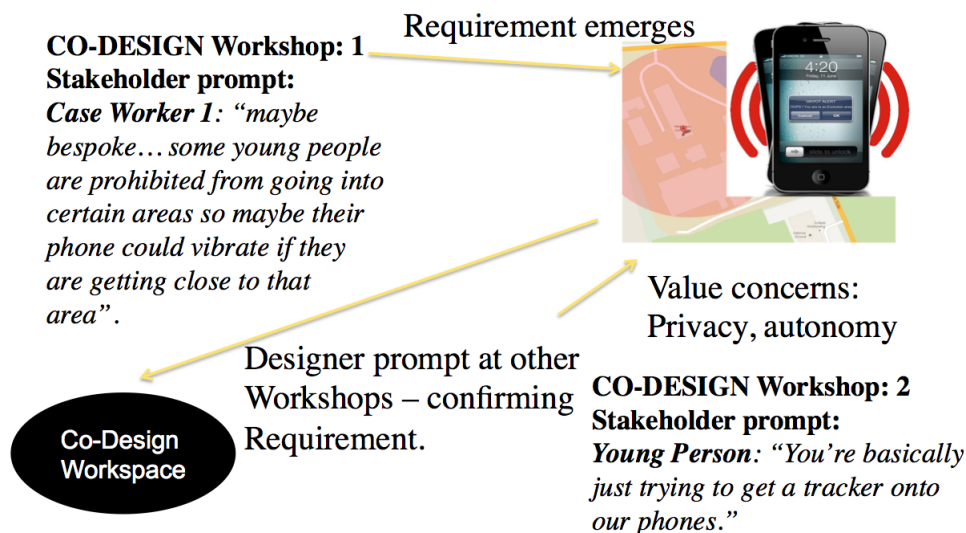 Requirement emerges
CO-DESIGN Workshop: 1
Stakeholder prompt:
Case Worker 1: “maybe
bespoke… some young people
are prohibited from going into
certain areas so maybe their
phone could vibrate if they
are getting close to that
area”.
4:20
Friday, 11 June
Value concerns:
Privacy, autonomy
Designer prompt at other
Workshops – confirming
Requirement.
Co-Design
Workspace
CO-DESIGN Workshop: 2
Stakeholder prompt:
Young Person: “You’re basically
just trying to get a tracker onto
our phones.”